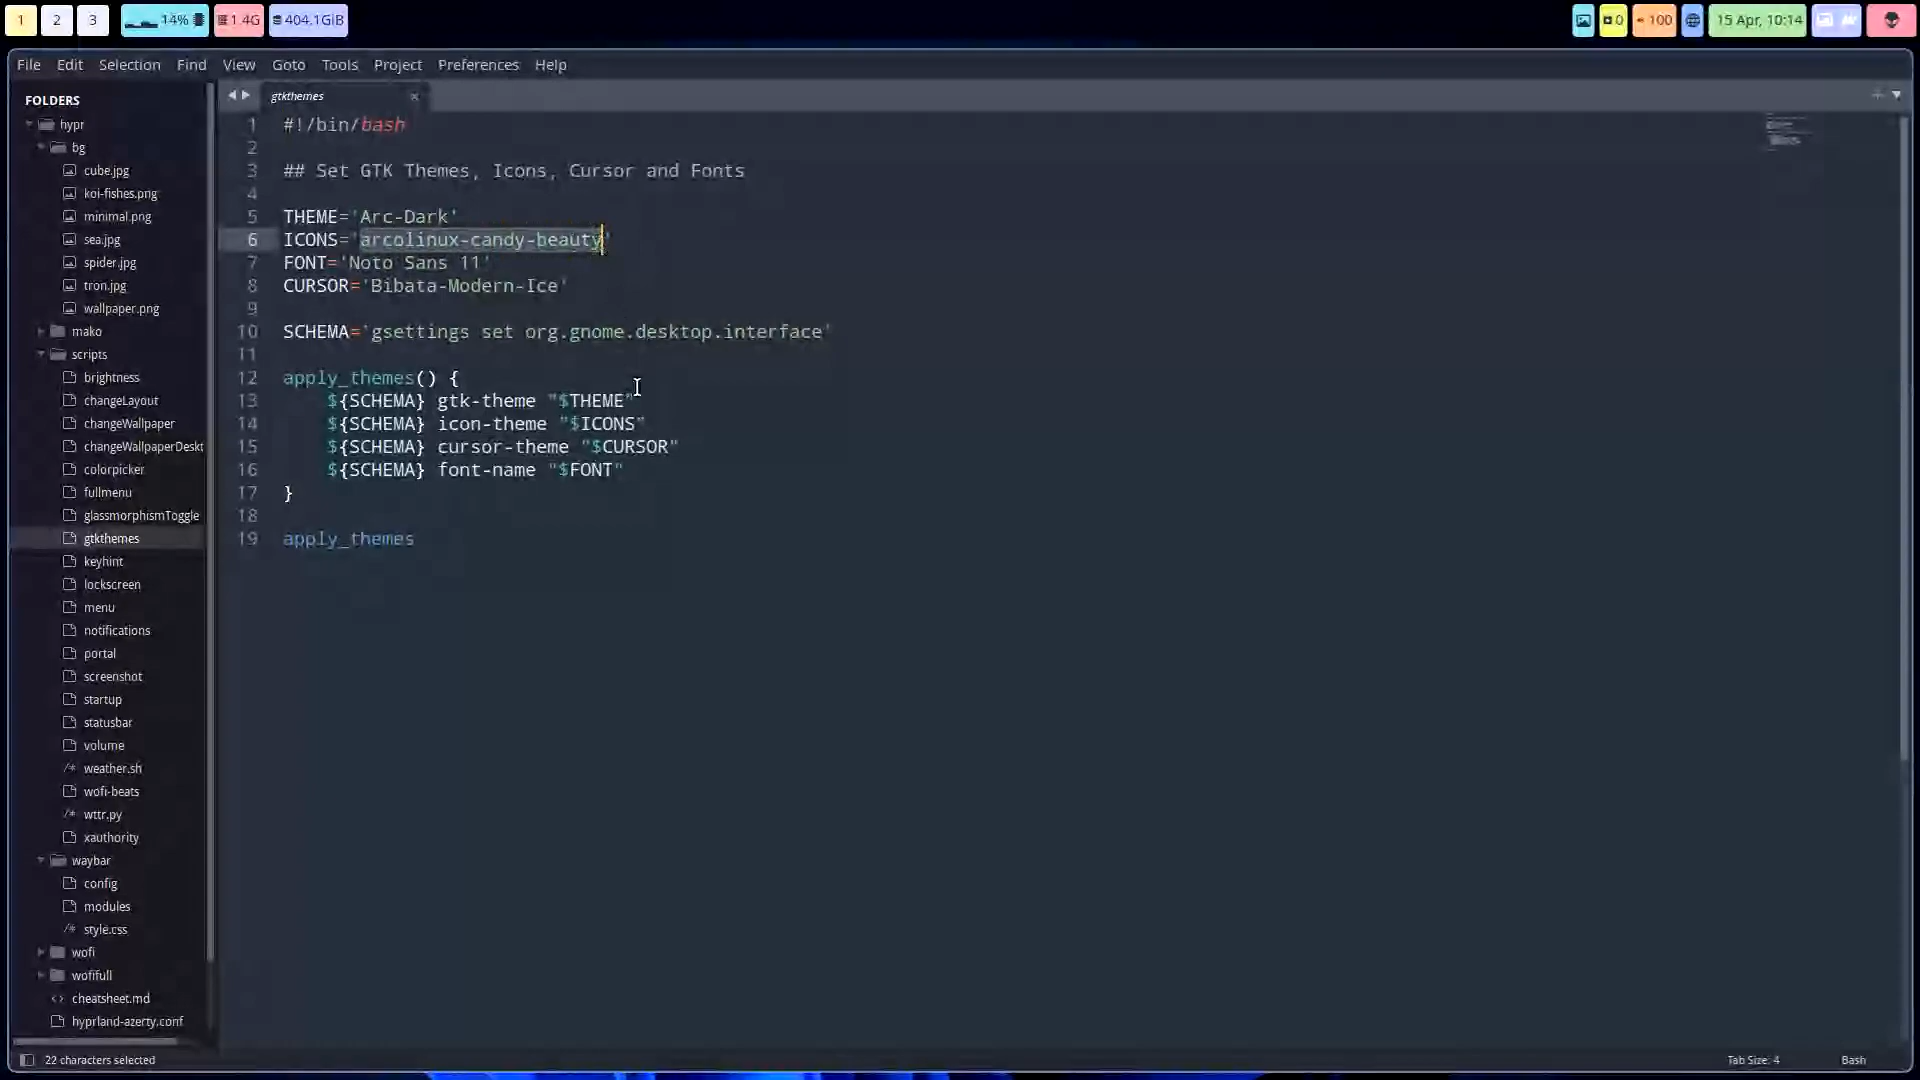 1 2 3 14% 1.4G 404.1GiB 0 100 15 Apr, 10:14
File Edit Selection Find View Goto Tools Project Preferences Help
FOLDERS
hypr
bg
cube.jpg
koi-fishes.png
minimal.png
sea.jpg
spider.jpg
tron.jpg
wallpaper.png
mako
scripts
brightness
changeLayout
changeWallpaper
changeWallpaperDeskt
colorpicker
fullmenu
glassmorphismToggle
gtkthemes
keyhint
lockscreen
menu
notifications
portal
screenshot
startup
statusbar
volume
/* weather.sh
wofi-beats
/* wttr.py
xauthority
waybar
config
modules
/* style.css
wofi
wofifull
<> cheatsheet.md
hyprland-azerty.conf
gtkthemes
1 #!/bin/bash
2
3 ## Set GTK Themes, Icons, Cursor and Fonts
4
5 THEME='Arc-Dark'
6 ICONS='arcolinux-candy-beauty'
7 FONT='Noto Sans 11'
8 CURSOR='Bibata-Modern-Ice'
9
10 SCHEMA='gsettings set org.gnome.desktop.interface'
11
12 apply_themes() {
13 ${SCHEMA} gtk-theme "$THEME"
14 ${SCHEMA} icon-theme "$ICONS"
15 ${SCHEMA} cursor-theme "$CURSOR"
16 ${SCHEMA} font-name "$FONT"
17 }
18
19 apply_themes
22 characters selected
Tab Size: 4 Bash